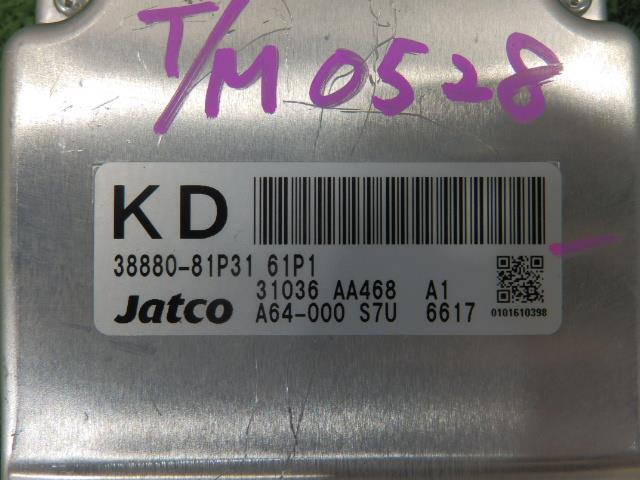 T/M 0528
KD
38880-81P31 61P1
31036 AA468 A1
Jatco A64-000 S7U 6617
0101610398